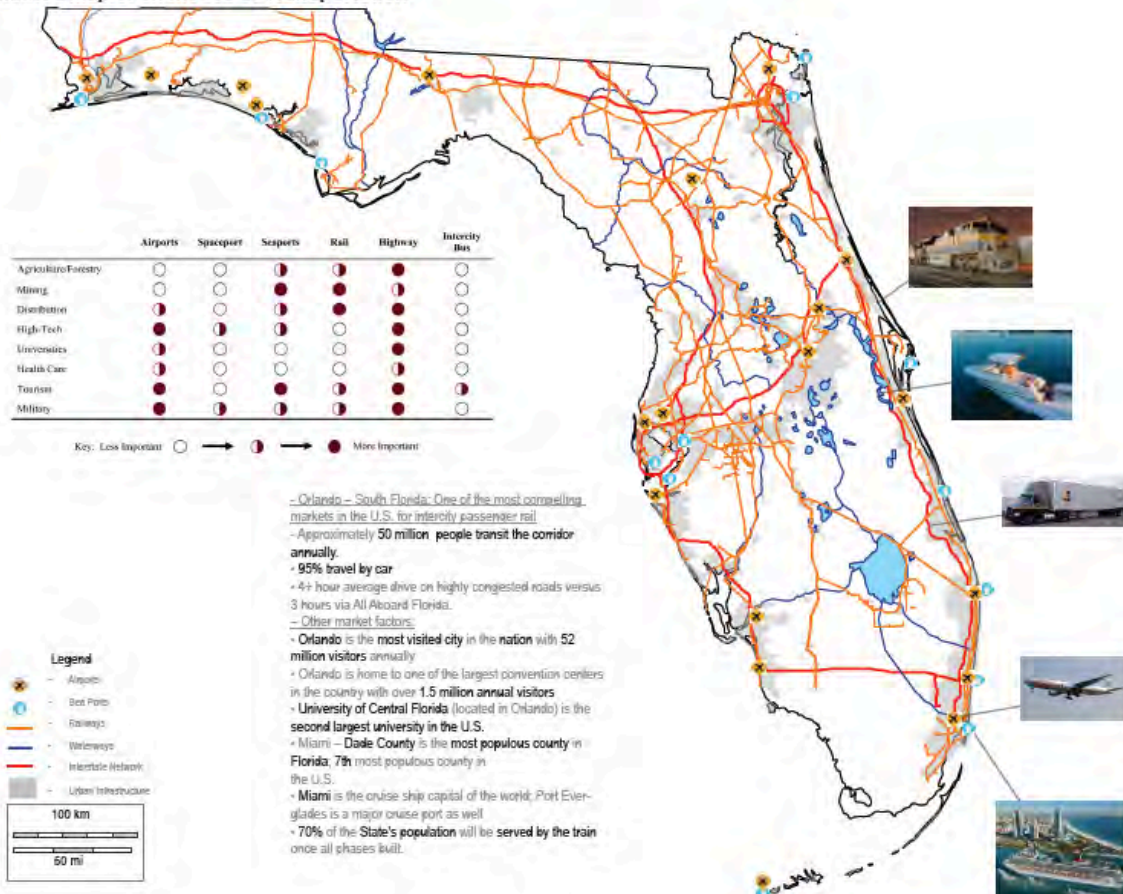 Airports Spaceport Seaports Rail Highway Intercity Bus
Agriculture/Forestry
Mining
Distribution
High-Tech
Universities
Health Care
Tourism
Military
Key: Less Important More Important
- Orlando – South Florida: One of the most compelling
markets in the U.S. for intercity passenger rail
- Approximately 50 million people transit the corridor
annually.
- 95% travel by car
- 4+ hour average drive on highly congested roads versus
3 hours via All Aboard Florida.
– Other market factors:
- Orlando is the most visited city in the nation with 52
million visitors annually
- Orlando is home to one of the largest convention centers
in the country with over 1.5 million annual visitors
- University of Central Florida (located in Orlando) is the
second largest university in the U.S.
- Miami – Dade County is the most populous county in
Florida; 7th most populous county in
the U.S.
- Miami is the cruise ship capital of the world; Port Ever-
glades is a major cruise port as well
- 70% of the State's population will be served by the train
once all phases built.
Legend
- Airports
- Sea Ports
- Railways
- Waterways
- Interstate Network
- Urban Infrastructure
100 km
60 mi